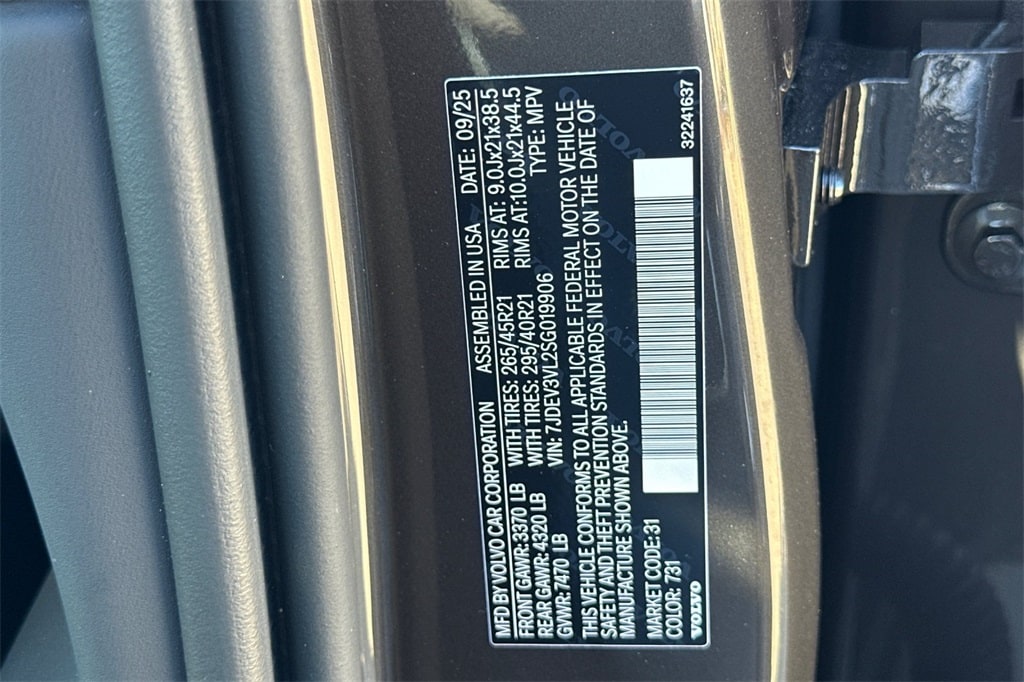 MFD BY VOLVO CAR CORPORATION ASSEMBLED IN USA DATE: 09/25
FRONT GAWR: 3370 LB WITH TIRES: 265/45R21 RIMS AT: 9.0Jx21x38.5
REAR GAWR: 4320 LB WITH TIRES: 295/40R21 RIMS AT:10.0Jx21x44.5
GVWR: 7470 LB VIN: 7JDEV3VL2SG019906 TYPE: MPV
THIS VEHICLE CONFORMS TO ALL APPLICABLE FEDERAL MOTOR VEHICLE
SAFETY AND THEFT PREVENTION STANDARDS IN EFFECT ON THE DATE OF
MANUFACTURE SHOWN ABOVE.
MARKET CODE: 31
COLOR: 731
VOLVO
32241637